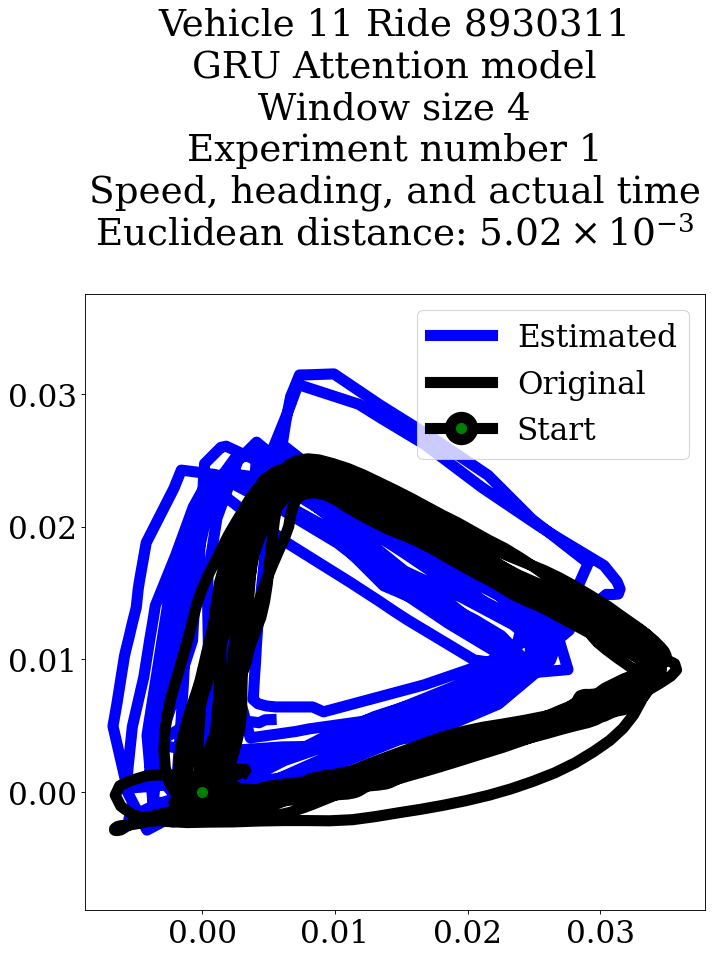 Vehicle 11 Ride 8930311
GRU Attention model
Window size 4
Experiment number 1
Speed, heading, and actual time
Euclidean distance: 5.02 × 10⁻³
Estimated
Original
Start
0.03
0.02
0.01
0.00
0.00 0.01 0.02 0.03